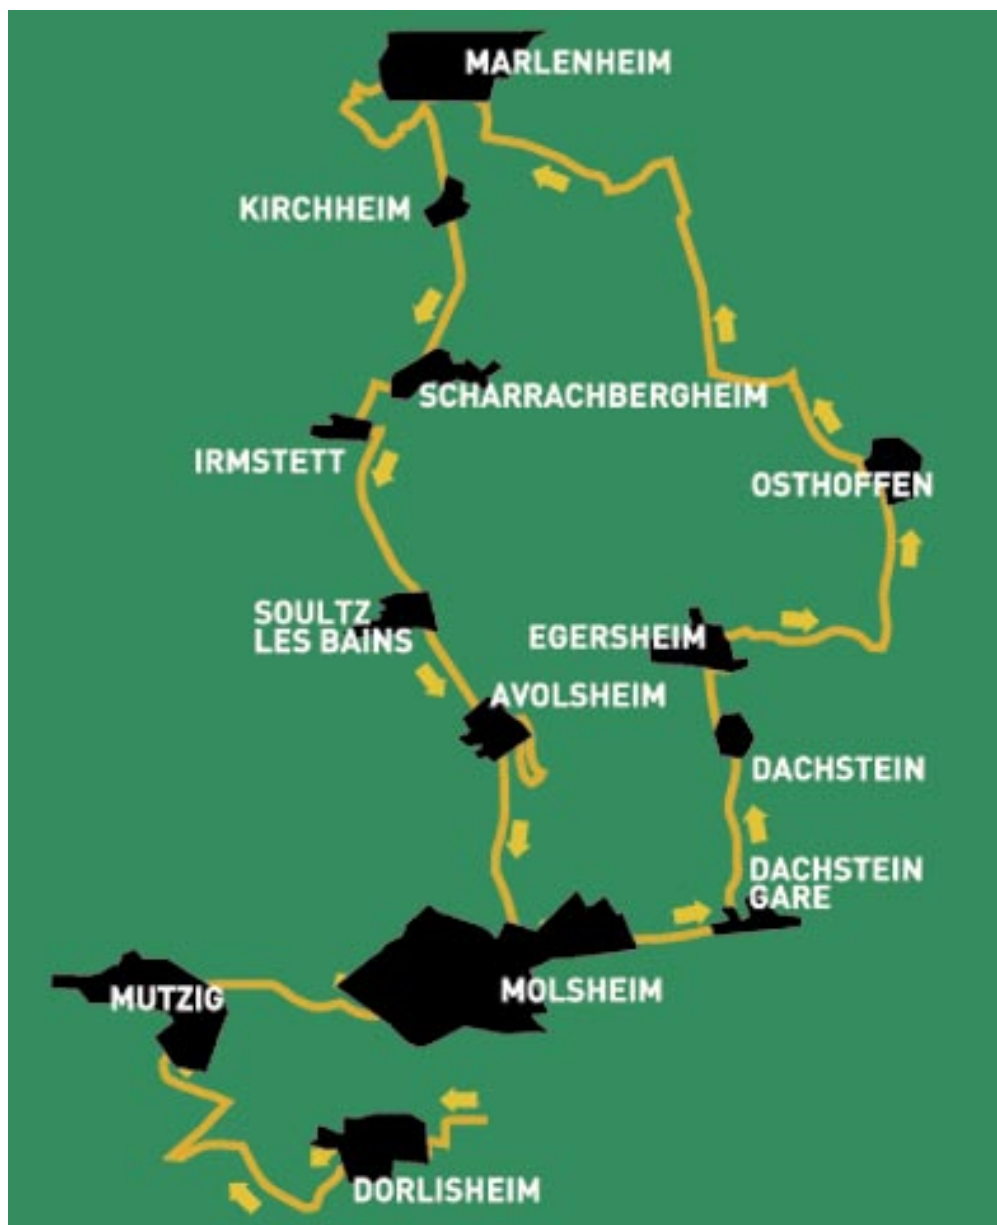 MARLENHEIM
KIRCHHEIM
SCHARRACHBERGHEIM
IRMSTETT
OSTHOFFEN
SOULTZ
LES BAINS
EGERSHEIM
AVOLSHEIM
DACHSTEIN
DACHSTEIN
GARE
MOLSHEIM
MUTZIG
DORLISHEIM